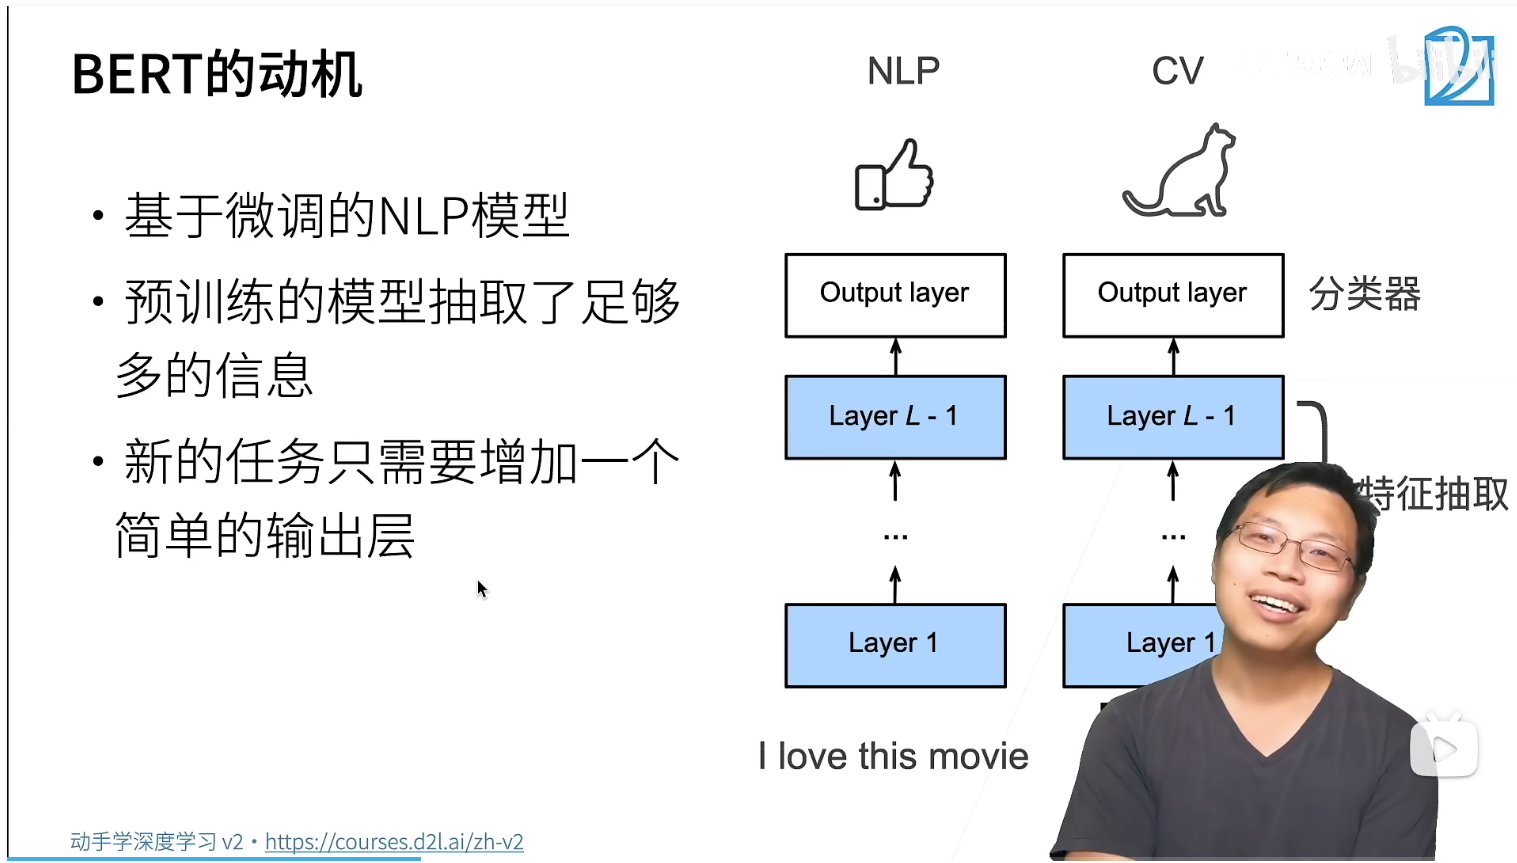 BERT的动机
NLP
CV
bilibili
• 基于微调的NLP模型
• 预训练的模型抽取了足够
多的信息
• 新的任务只需要增加一个
简单的输出层
Output layer
Output layer
分类器
Layer L - 1
Layer L - 1
特征抽取
...
...
Layer 1
Layer 1
I love this movie
动手学深度学习 v2 • https://courses.d2l.ai/zh-v2